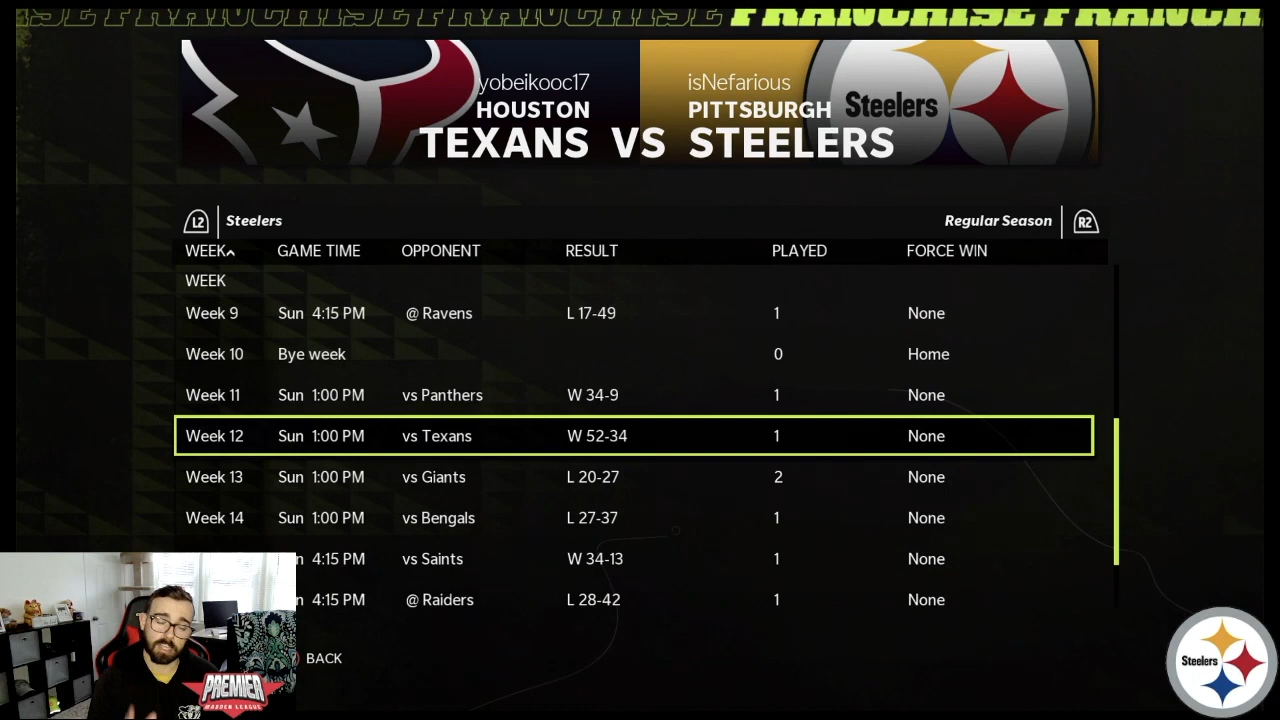 FRANCHISE FRANCHISE FRANCHISE FRANCH
yobeikooc17
HOUSTON
TEXANS VS STEELERS
isNefarious
PITTSBURGH
Steelers
L2 Steelers Regular Season R2
WEEK GAME TIME OPPONENT RESULT PLAYED FORCE WIN
WEEK
Week 9 Sun 4:15 PM @ Ravens L 17-49 1 None
Week 10 Bye week 0 Home
Week 11 Sun 1:00 PM vs Panthers W 34-9 1 None
Week 12 Sun 1:00 PM vs Texans W 52-34 1 None
Week 13 Sun 1:00 PM vs Giants L 20-27 2 None
Week 14 Sun 1:00 PM vs Bengals L 27-37 1 None
n 4:15 PM vs Saints W 34-13 1 None
n 4:15 PM @ Raiders L 28-42 1 None
BACK
PREMIER
MADDEN LEAGUE
Steelers